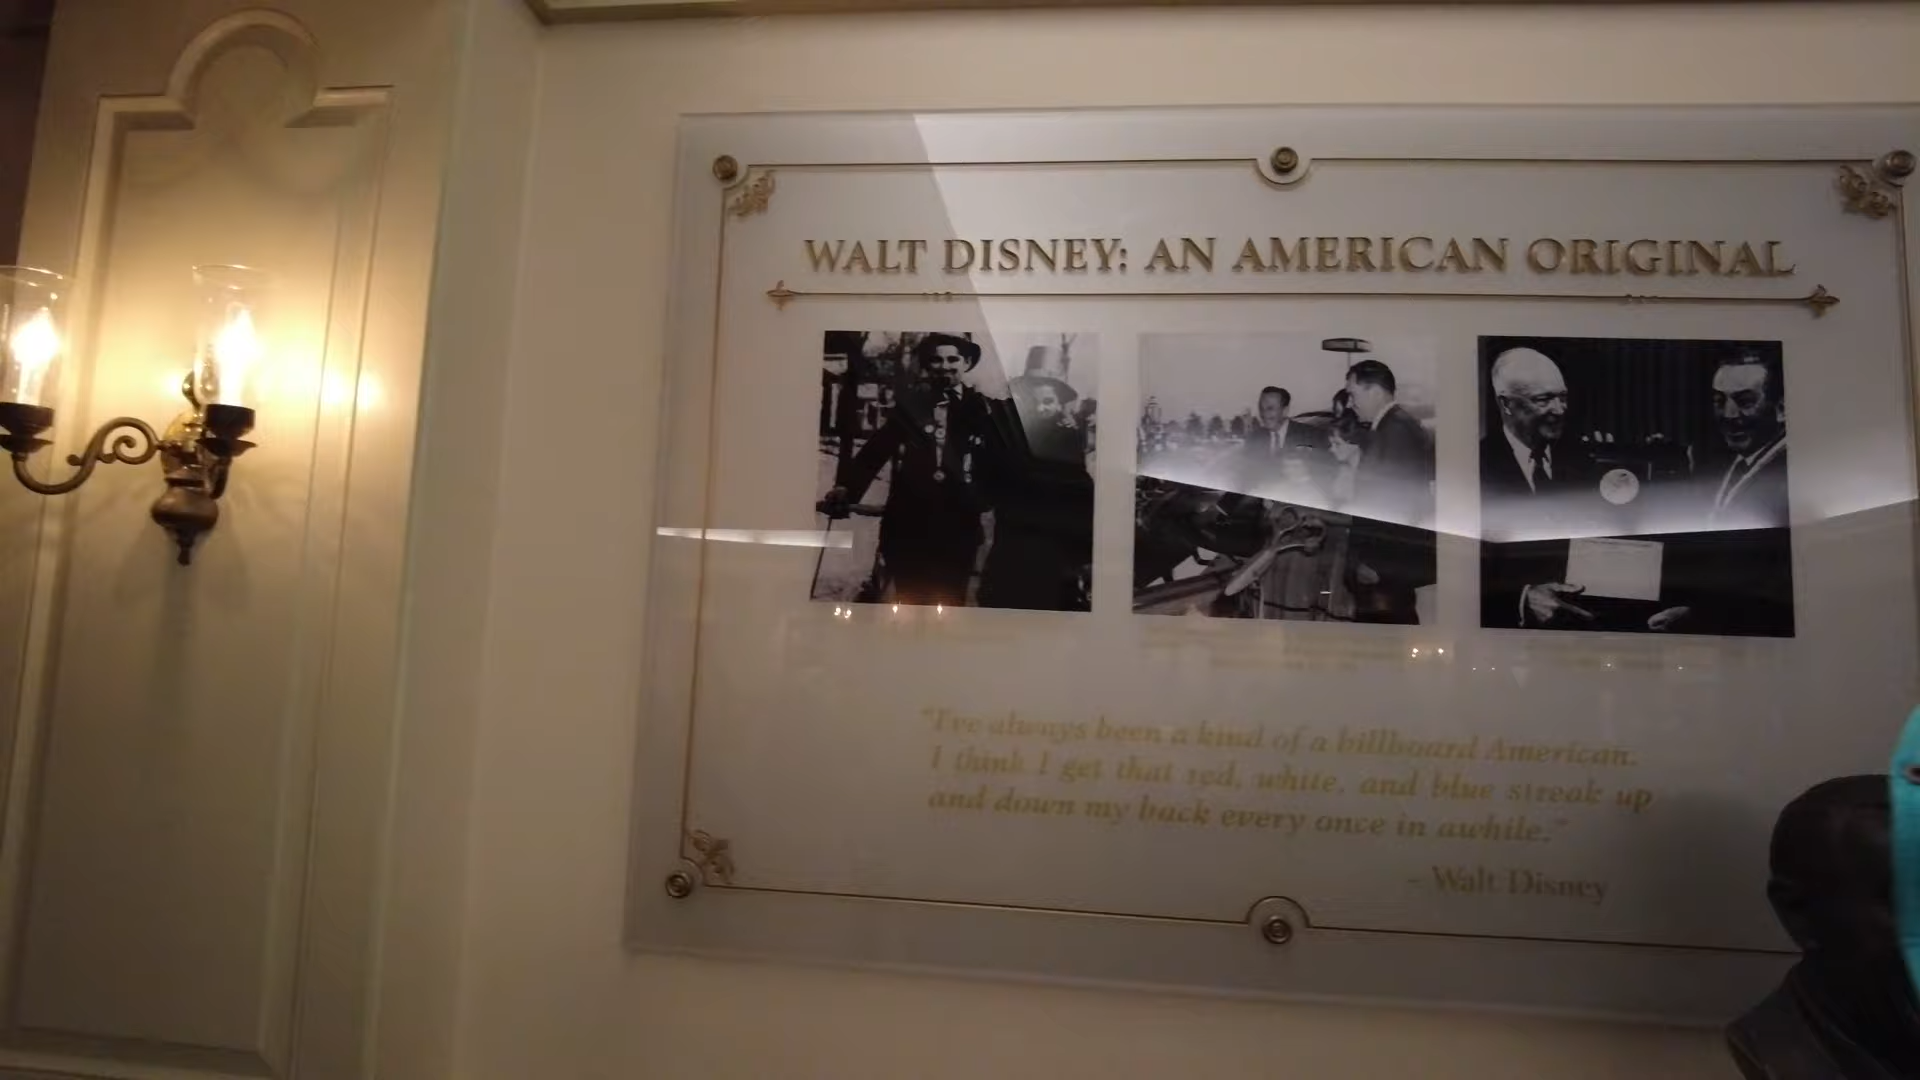 WALT DISNEY: AN AMERICAN ORIGINAL
"I've always been a kind of a billboard American.
I think I get that red, white, and blue streak up
and down my back every once in awhile."
- Walt Disney